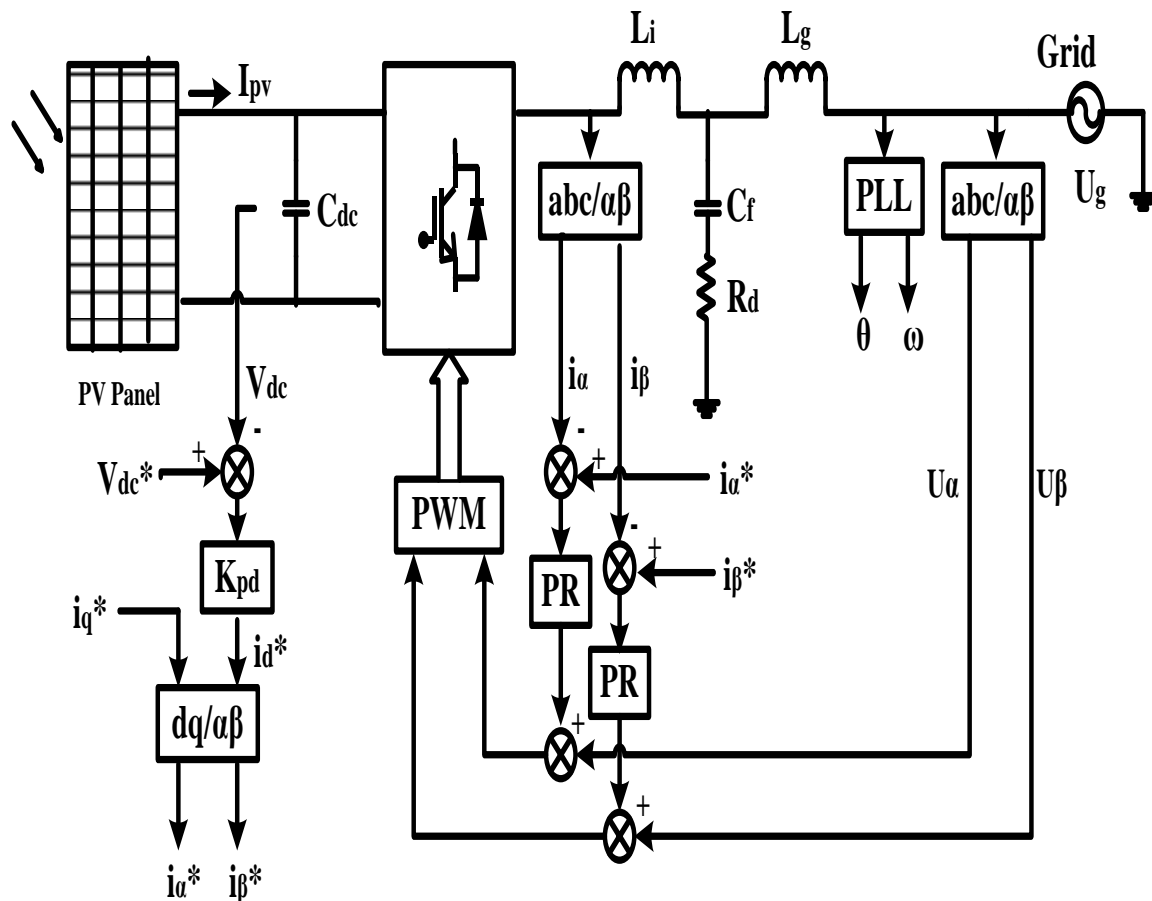 Li
Lg
Grid
Ipv
Cdc
abc/αβ
Cf
PLL
abc/αβ
Ug
Rd
θ
ω
PV Panel
Vdc
iα
iβ
-
-
+
+
Vdc*
iα*
Uα
Uβ
PWM
-
+
Kpd
PR
iβ*
iq*
id*
PR
dq/αβ
+
+
iα*
iβ*